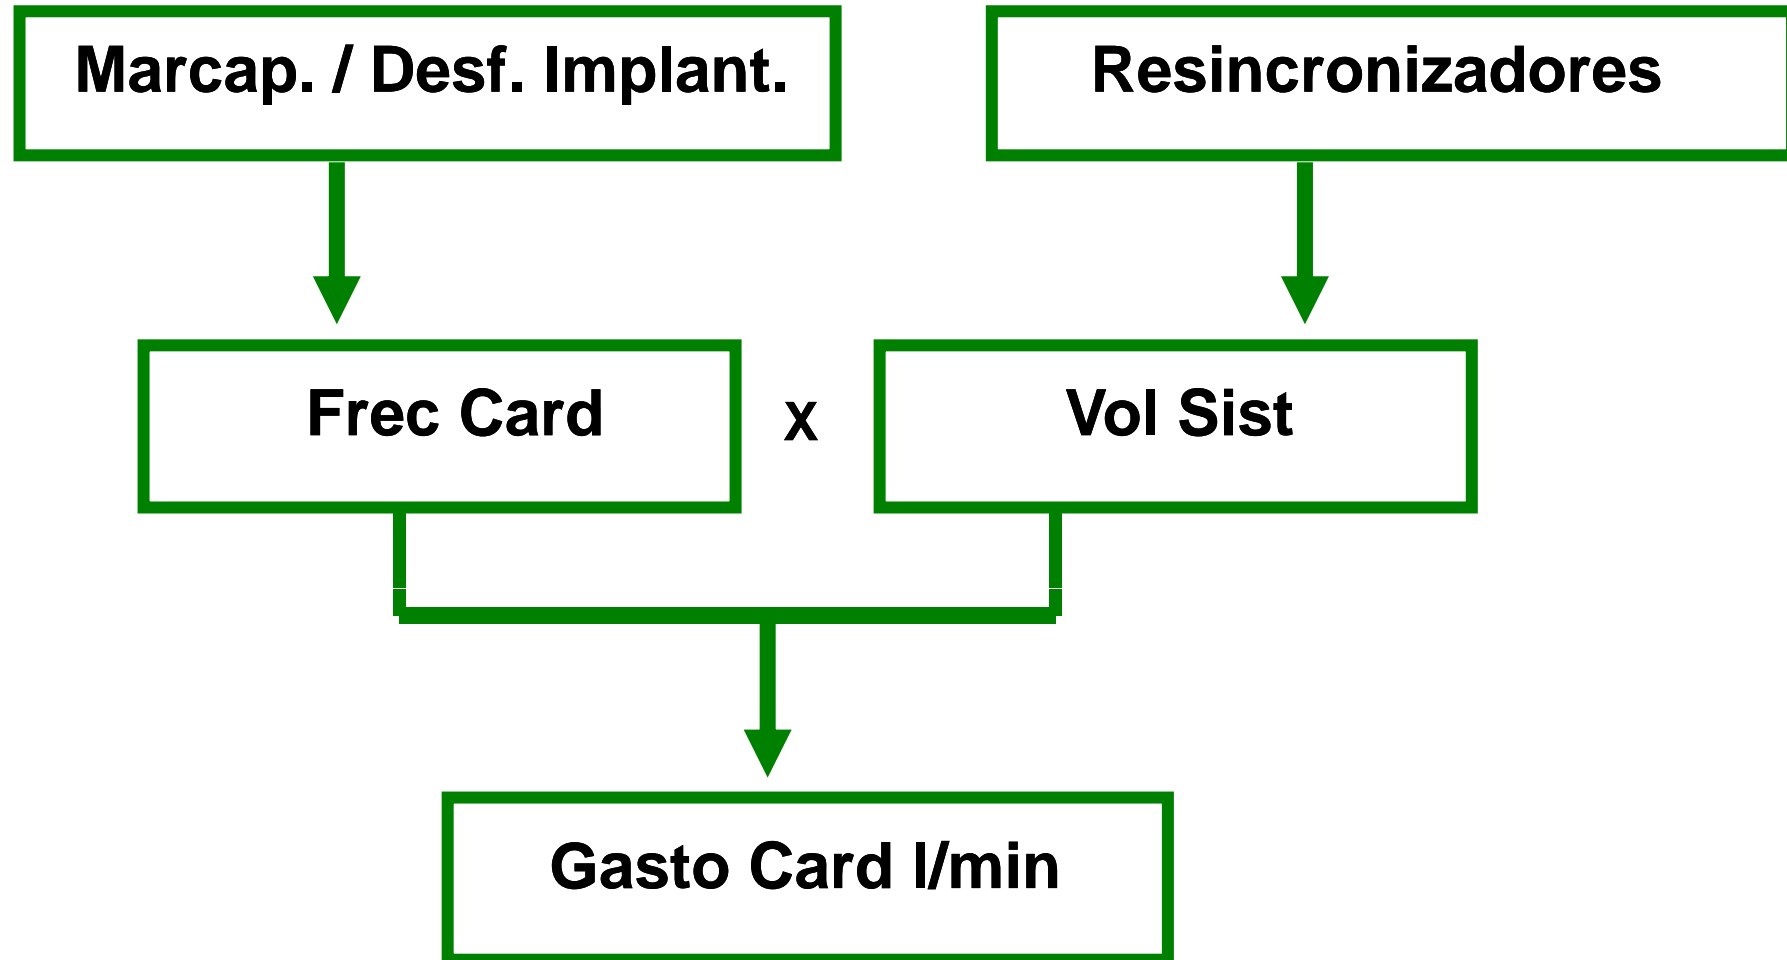 Marcap. / Desf. Implant.
Resincronizadores
Frec Card
X
Vol Sist
Gasto Card l/min